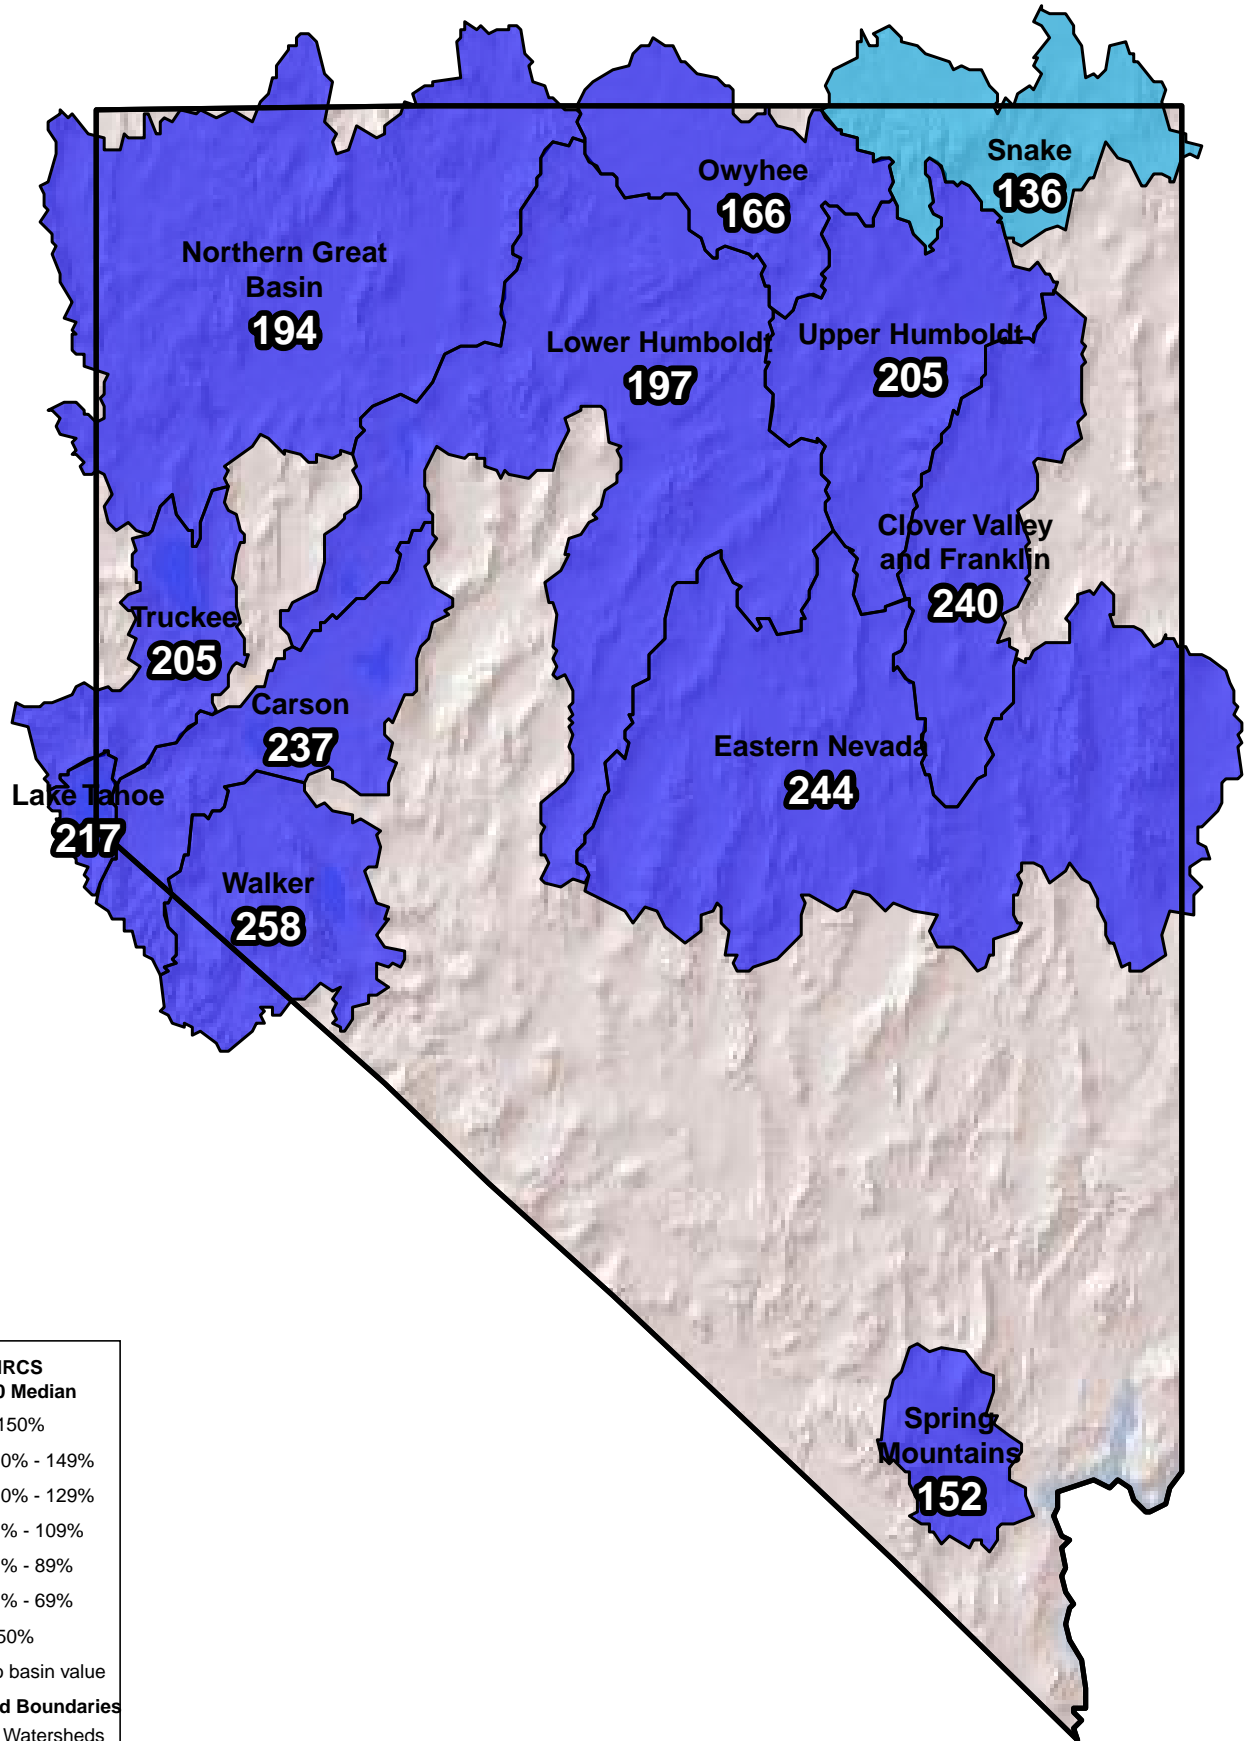 Snake
136
Owyhee
166
Northern Great
Basin
194
Lower Humboldt
197
Upper Humboldt
205
Clover Valley
and Franklin
240
Truckee
205
Carson
237
Eastern Nevada
244
Lake Tahoe
217
Walker
258
Spring
Mountains
152
Median
150%
0% - 149%
0% - 129%
% - 109%
% - 89%
% - 69%
50%
basin value
Boundaries
Watersheds